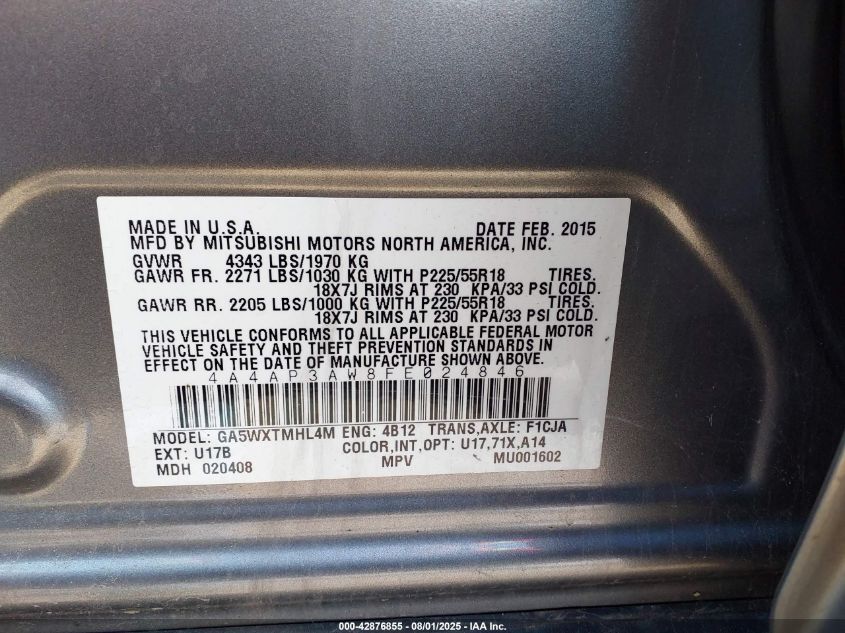 MADE IN U.S.A. DATE FEB. 2015
MFD BY MITSUBISHI MOTORS NORTH AMERICA, INC.
GVWR 4343 LBS/1970 KG
GAWR FR. 2271 LBS/1030 KG WITH P225/55R18 TIRES.
18X7J RIMS AT 230 KPA/33 PSI COLD.
GAWR RR. 2205 LBS/1000 KG WITH P225/55R18 TIRES.
18X7J RIMS AT 230 KPA/33 PSI COLD.
THIS VEHICLE CONFORMS TO ALL APPLICABLE FEDERAL MOTOR
VEHICLE SAFETY AND THEFT PREVENTION STANDARDS IN
EFFECT ON THE DATE OF MANUFACTURE SHOWN ABOVE.
4A4AP3AW8FE024846
MODEL: GA5WXTMHL4M ENG: 4B12 TRANS,AXLE: F1CJA
EXT: U17B COLOR,INT,OPT: U17,71X,A14
MDH 020408 MPV MU001602
000-42876855 - 08/01/2025 - IAA Inc.